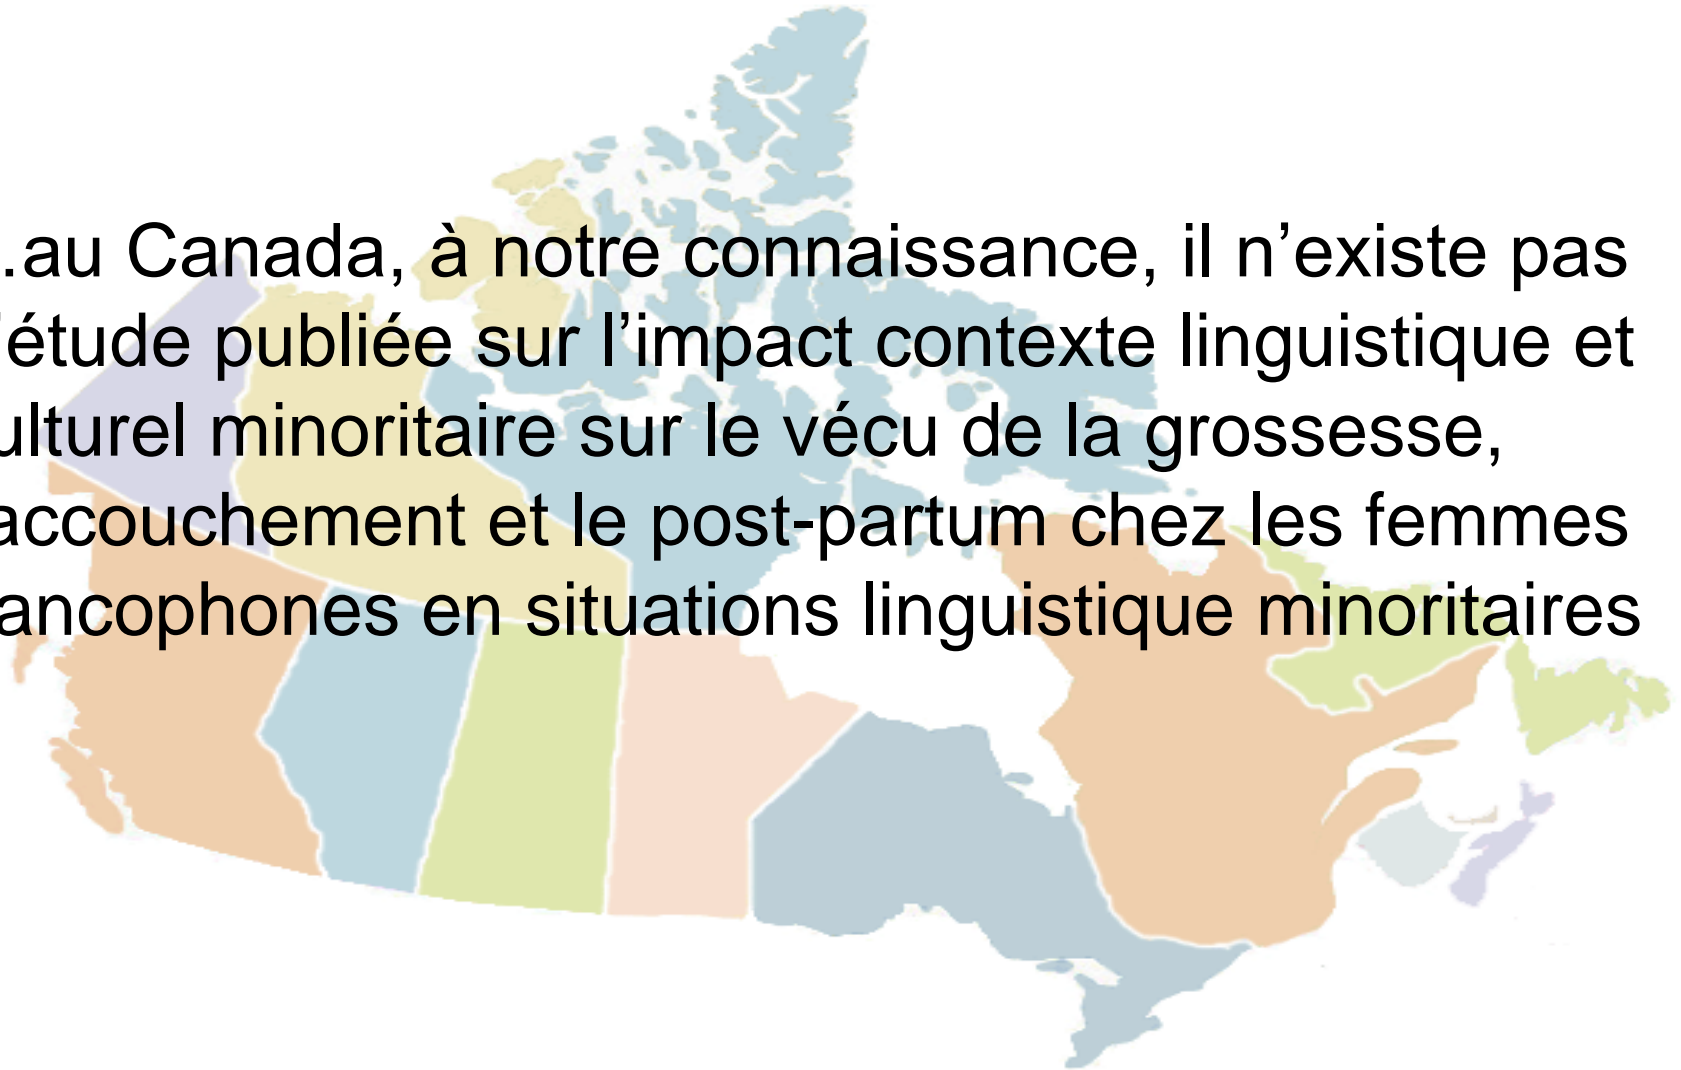 .au Canada, à notre connaissance, il n’existe pas
’étude publiée sur l’impact contexte linguistique et
ulturel minoritaire sur le vécu de la grossesse,
accouchement et le post-partum chez les femmes
ancophones en situations linguistique minoritaires